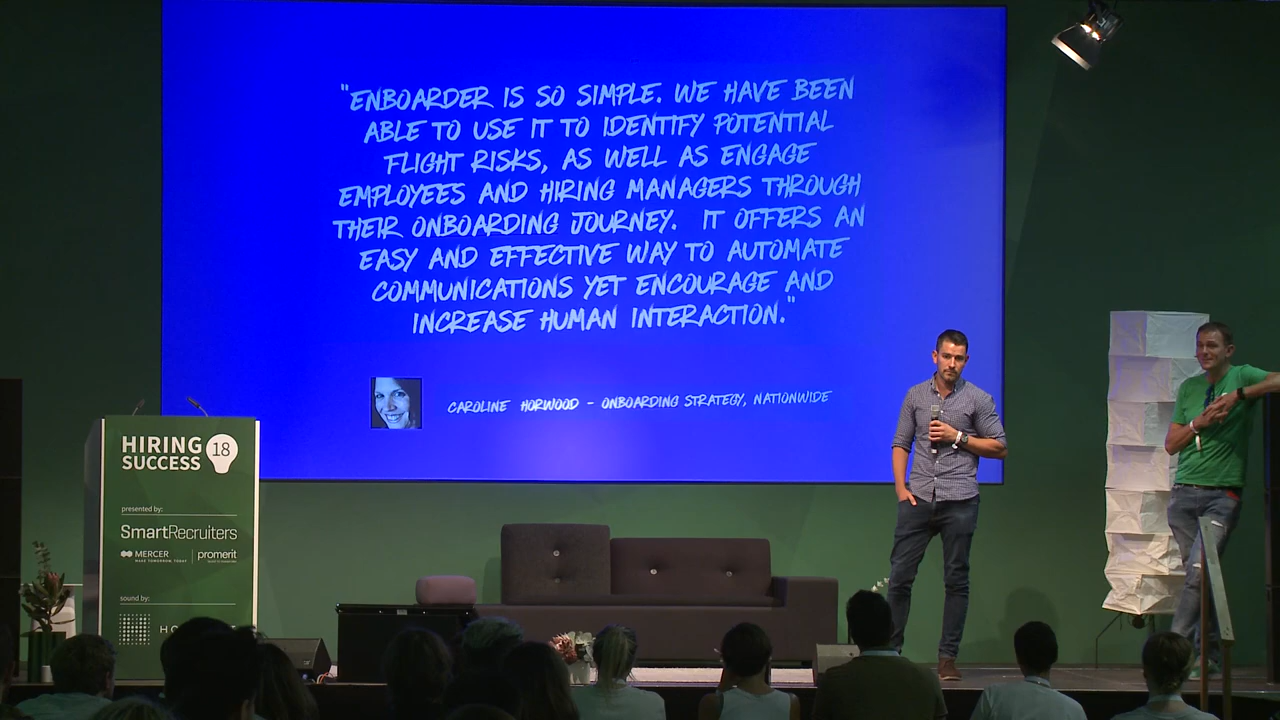 "ENBOARDER IS SO SIMPLE. WE HAVE BEEN
ABLE TO USE IT TO IDENTIFY POTENTIAL
FLIGHT RISKS, AS WELL AS ENGAGE
EMPLOYEES AND HIRING MANAGERS THROUGH
THEIR ONBOARDING JOURNEY. IT OFFERS AN
EASY AND EFFECTIVE WAY TO AUTOMATE
COMMUNICATIONS YET ENCOURAGE AND
INCREASE HUMAN INTERACTION."
CAROLINE HORWOOD - ONBOARDING STRATEGY, NATIONWIDE
HIRING
SUCCESS
18
presented by:
SmartRecruiters
MERCER
MAKE TOMORROW, TODAY
promerit
sound by: